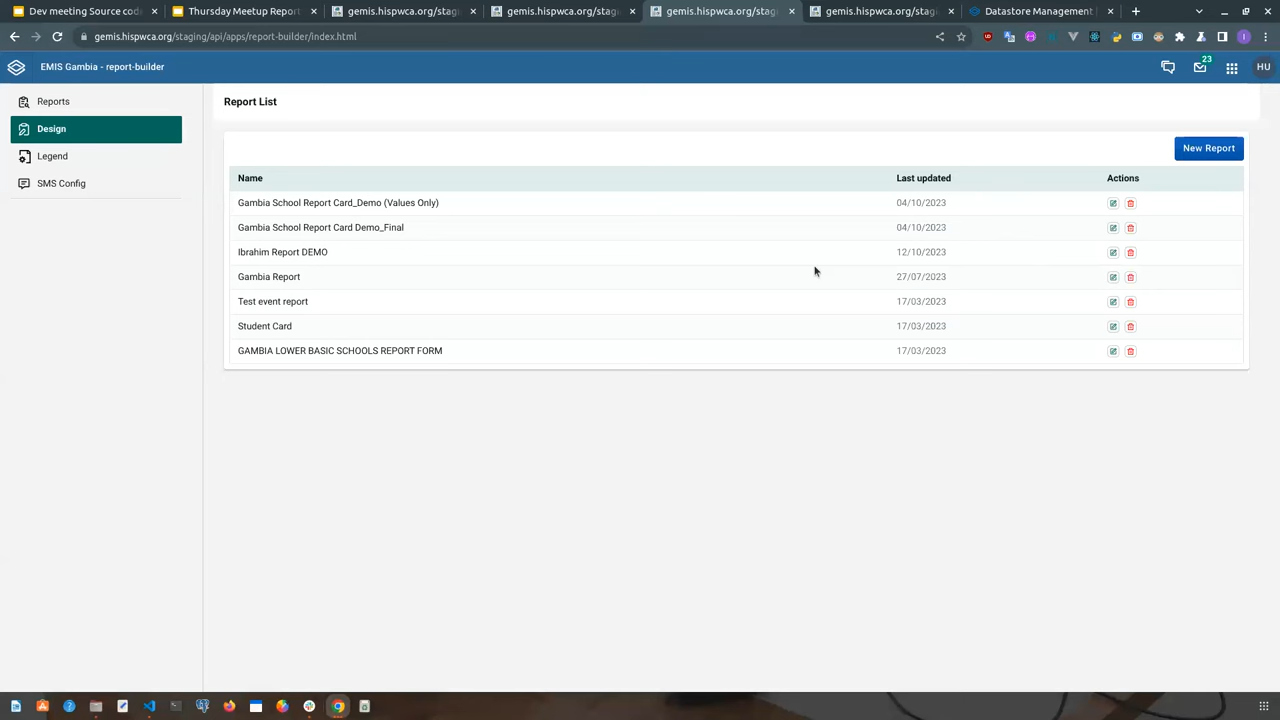 Dev meeting Source cod
Thursday Meetup Report
gemis.hispwca.org/stag
gemis.hispwca.org/stag
gemis.hispwca.org/stag
gemis.hispwca.org/stag
Datastore Management
gemis.hispwca.org/staging/api/apps/report-builder/index.html
EMIS Gambia - report-builder
23
HU
Reports
Design
Legend
SMS Config
Report List
New Report
Name Last updated Actions
Gambia School Report Card_Demo (Values Only) 04/10/2023
Gambia School Report Card Demo_Final 04/10/2023
Ibrahim Report DEMO 12/10/2023
Gambia Report 27/07/2023
Test event report 17/03/2023
Student Card 17/03/2023
GAMBIA LOWER BASIC SCHOOLS REPORT FORM 17/03/2023